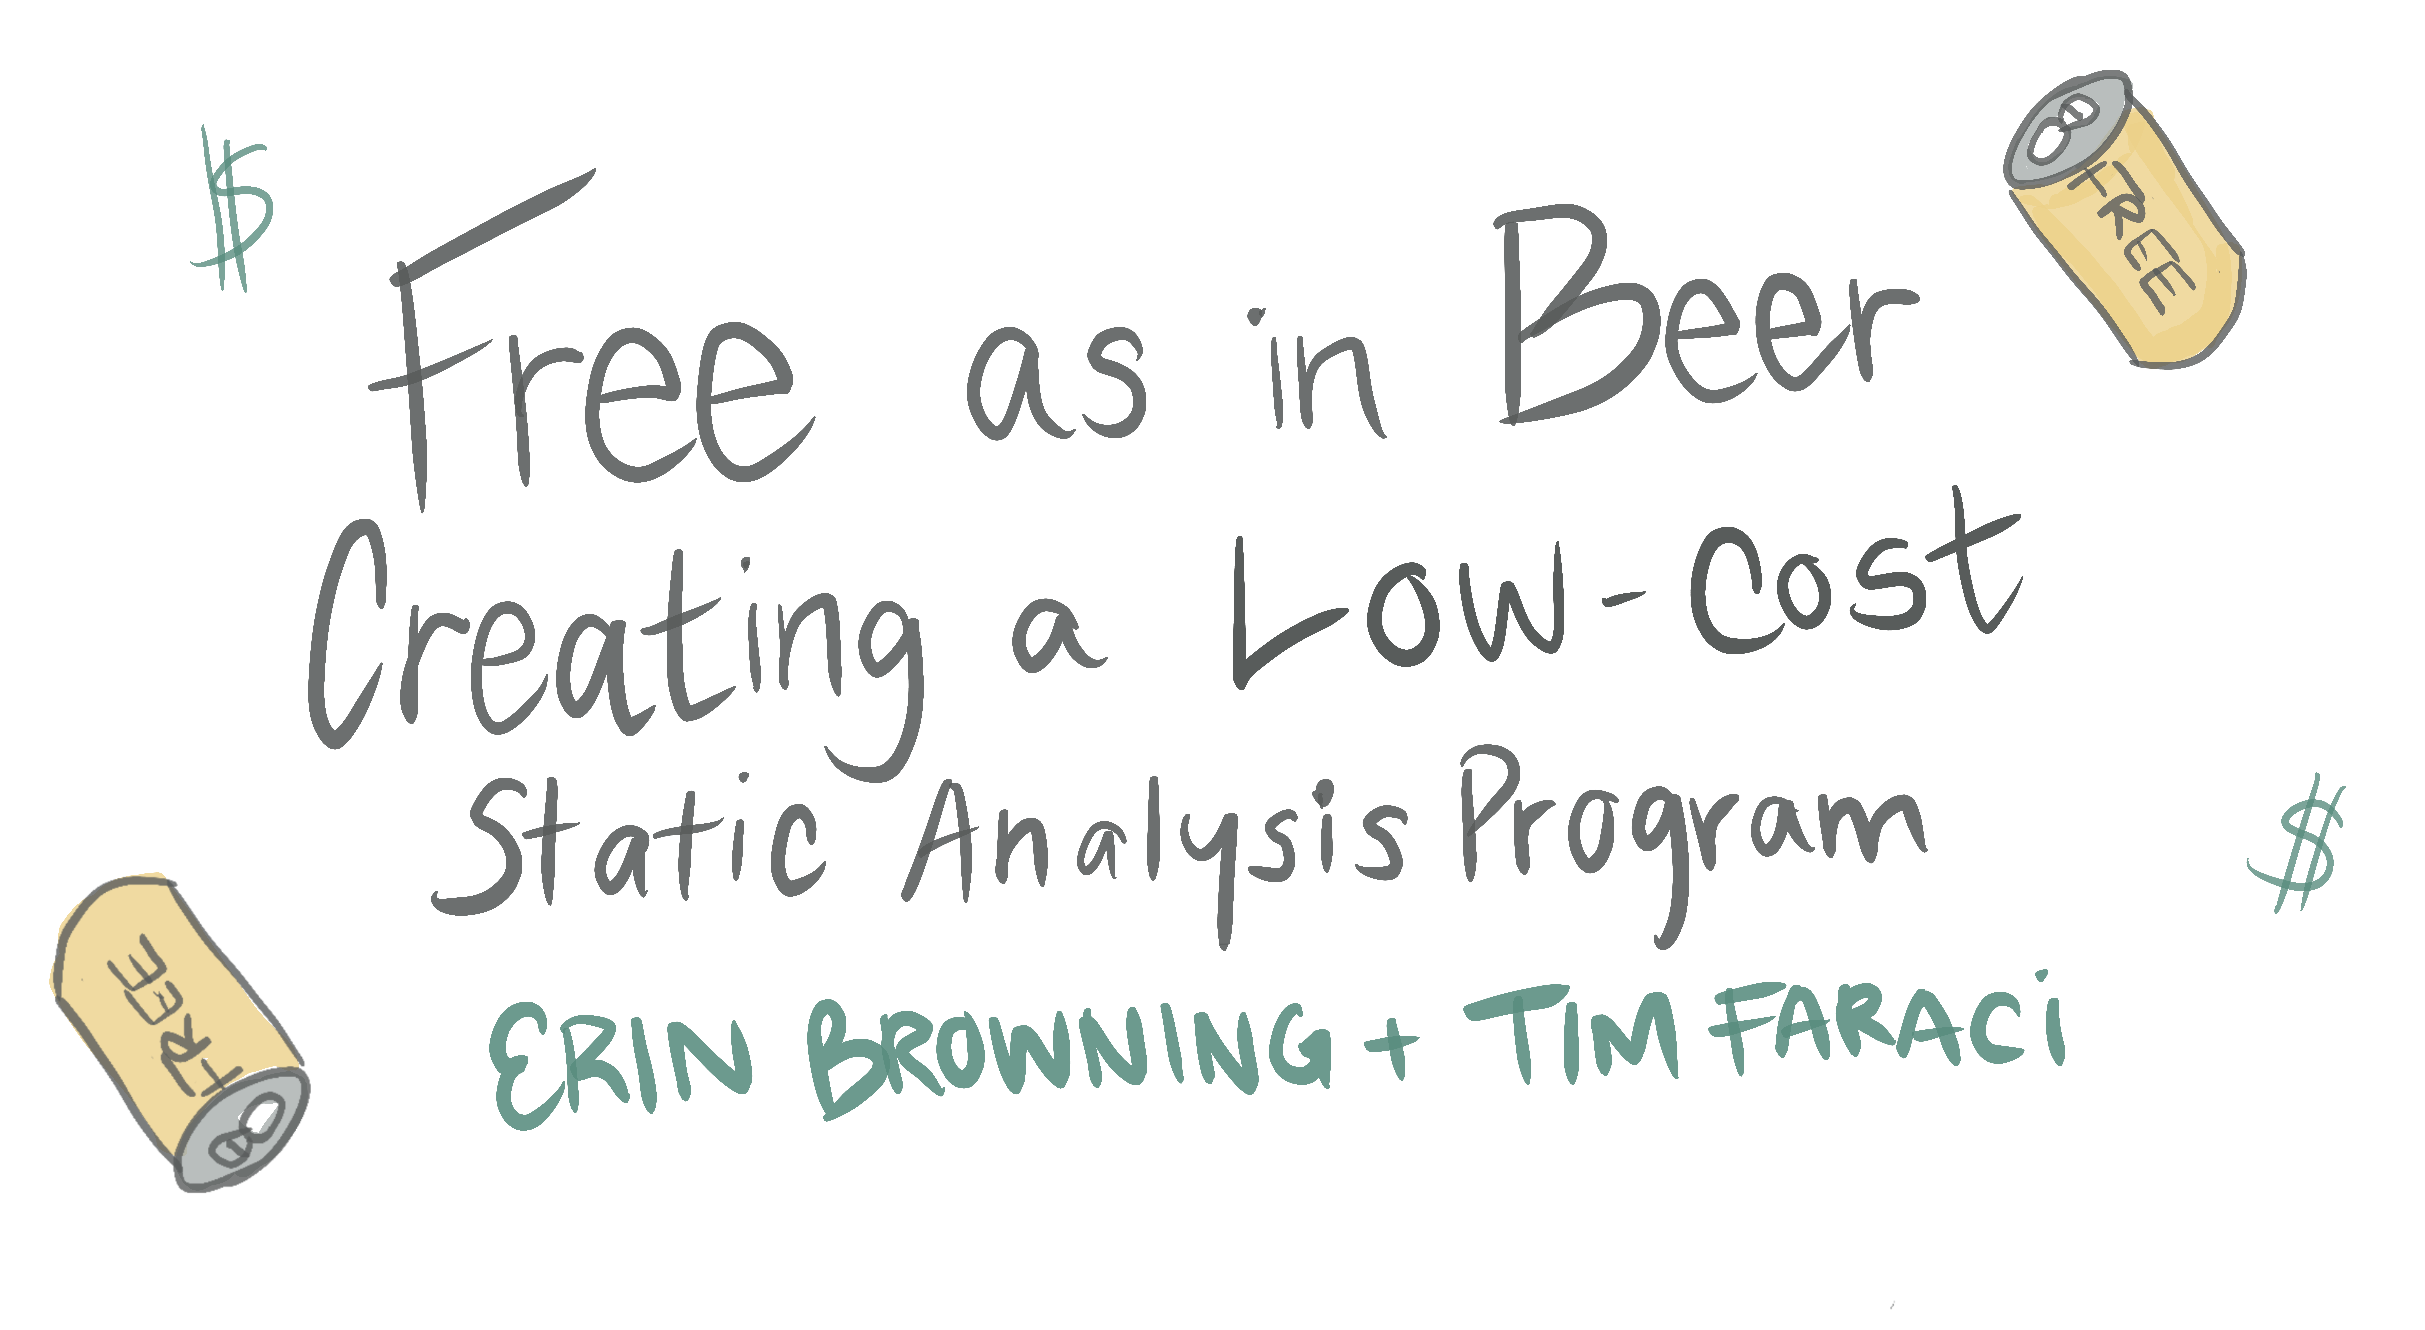 $
FREE
Free as in Beer
Creating a Low-Cost
Static Analysis Program
$
FREE
ERIN BROWNING + TIM FARACi